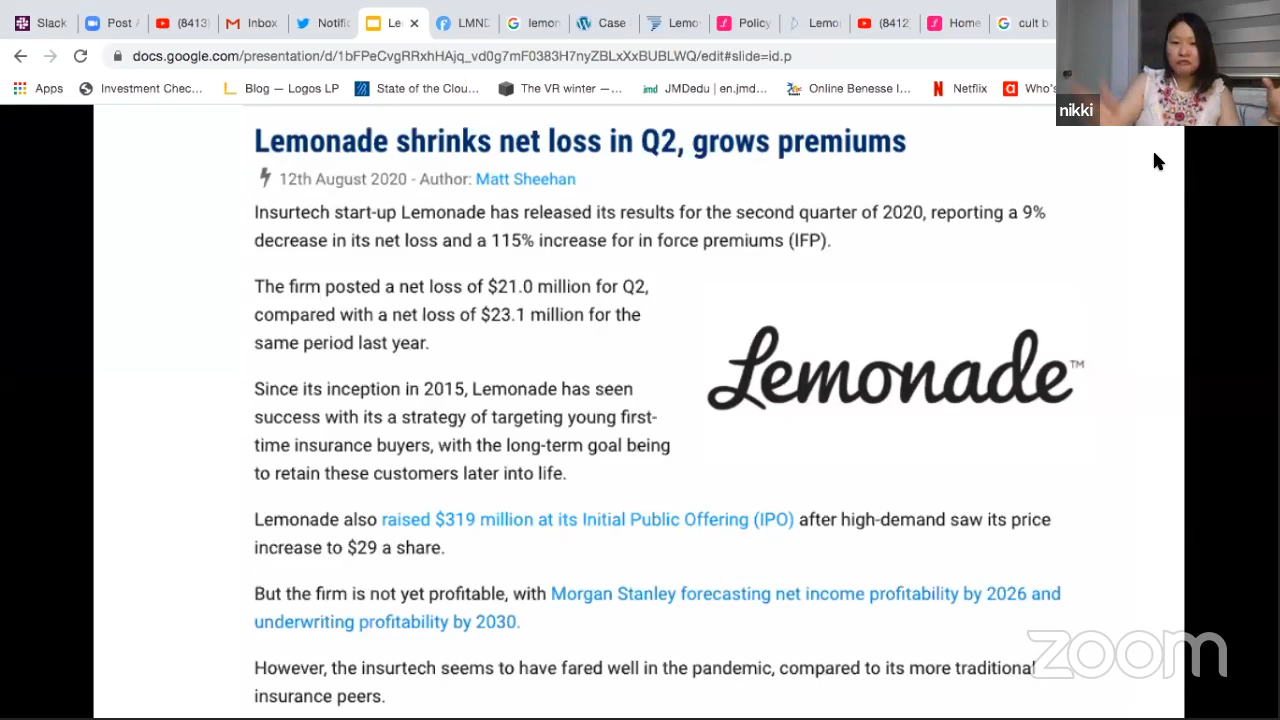 Slack
Post
(8413)
Inbox
Notific
Le
LMND
lemon
Case
Lemo
Policy
Lemo
(8412
Home
cult b
docs.google.com/presentation/d/1bFPeCvgRRxhHAjq_vd0g7mF0383H7nyZBLxXxBUBLWQ/edit#slide=id.p
Apps
Investment Chec...
Blog — Logos LP
State of the Clou...
The VR winter —...
jmd
JMDedu | en.jmd...
Online Benesse I...
Netflix
Who's
nikki
Lemonade shrinks net loss in Q2, grows premiums
12th August 2020 - Author: Matt Sheehan
Insurtech start-up Lemonade has released its results for the second quarter of 2020, reporting a 9%
decrease in its net loss and a 115% increase for in force premiums (IFP).
The firm posted a net loss of $21.0 million for Q2,
compared with a net loss of $23.1 million for the
same period last year.
Lemonade™
Since its inception in 2015, Lemonade has seen
success with its a strategy of targeting young first-
time insurance buyers, with the long-term goal being
to retain these customers later into life.
Lemonade also raised $319 million at its Initial Public Offering (IPO) after high-demand saw its price
increase to $29 a share.
But the firm is not yet profitable, with Morgan Stanley forecasting net income profitability by 2026 and
underwriting profitability by 2030.
However, the insurtech seems to have fared well in the pandemic, compared to its more traditional
insurance peers.
zoom